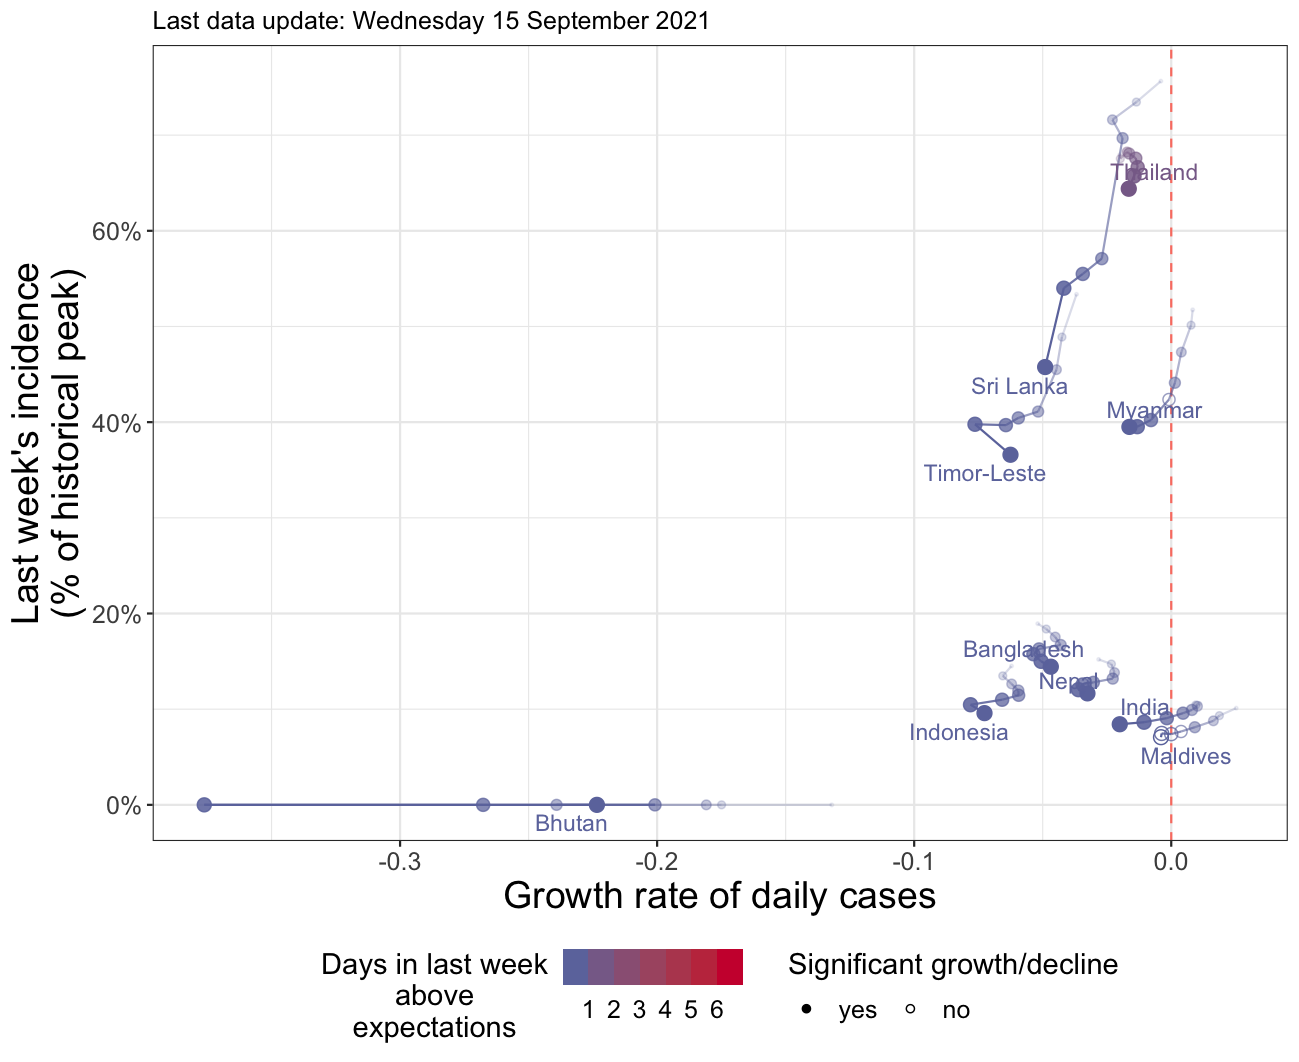 Last data update: Wednesday 15 September 2021
Last week's incidence
(% of historical peak)
60%
40%
20%
0%
Thailand
Sri Lanka
Myanmar
Timor-Leste
Bangladesh
Nepal
India
Indonesia
Maldives
Bhutan
-0.3
-0.2
-0.1
0.0
Growth rate of daily cases
Days in last week
above
expectations
1 2 3 4 5 6
Significant growth/decline
yes
no